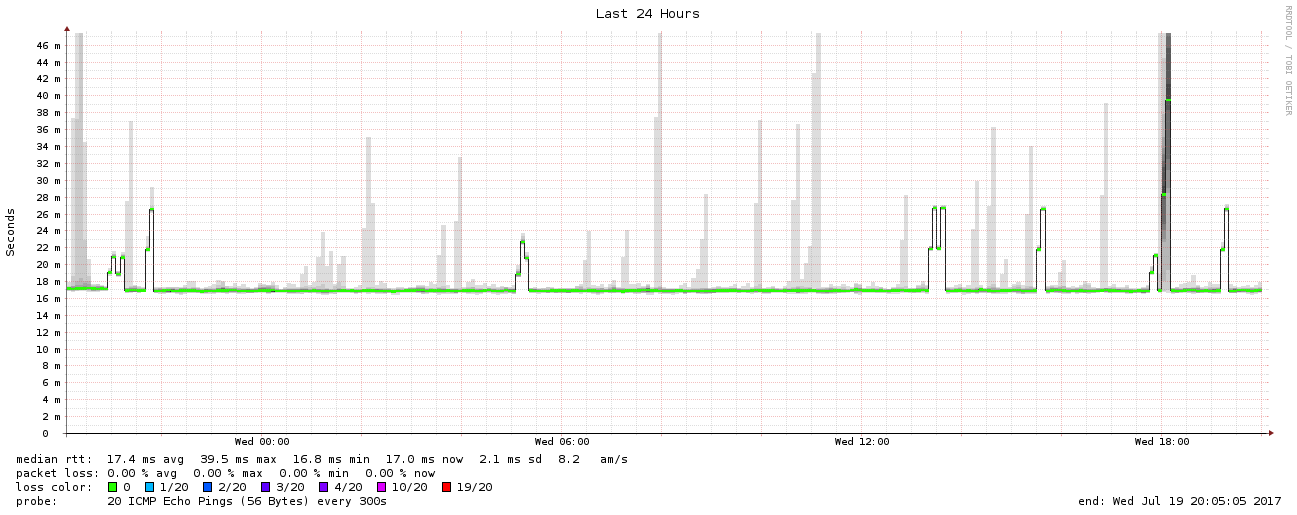 Last 24 Hours
RRDTOOL / TOBI OETIKER
Seconds
46 m
44 m
42 m
40 m
38 m
36 m
34 m
32 m
30 m
28 m
26 m
24 m
22 m
20 m
18 m
16 m
14 m
12 m
10 m
8 m
6 m
4 m
2 m
0
Wed 00:00 Wed 06:00 Wed 12:00 Wed 18:00
median rtt: 17.4 ms avg 39.5 ms max 16.8 ms min 17.0 ms now 2.1 ms sd 8.2 am/s
packet loss: 0.00 % avg 0.00 % max 0.00 % min 0.00 % now
loss color: 0 1/20 2/20 3/20 4/20 10/20 19/20
probe: 20 ICMP Echo Pings (56 Bytes) every 300s end: Wed Jul 19 20:05:05 2017